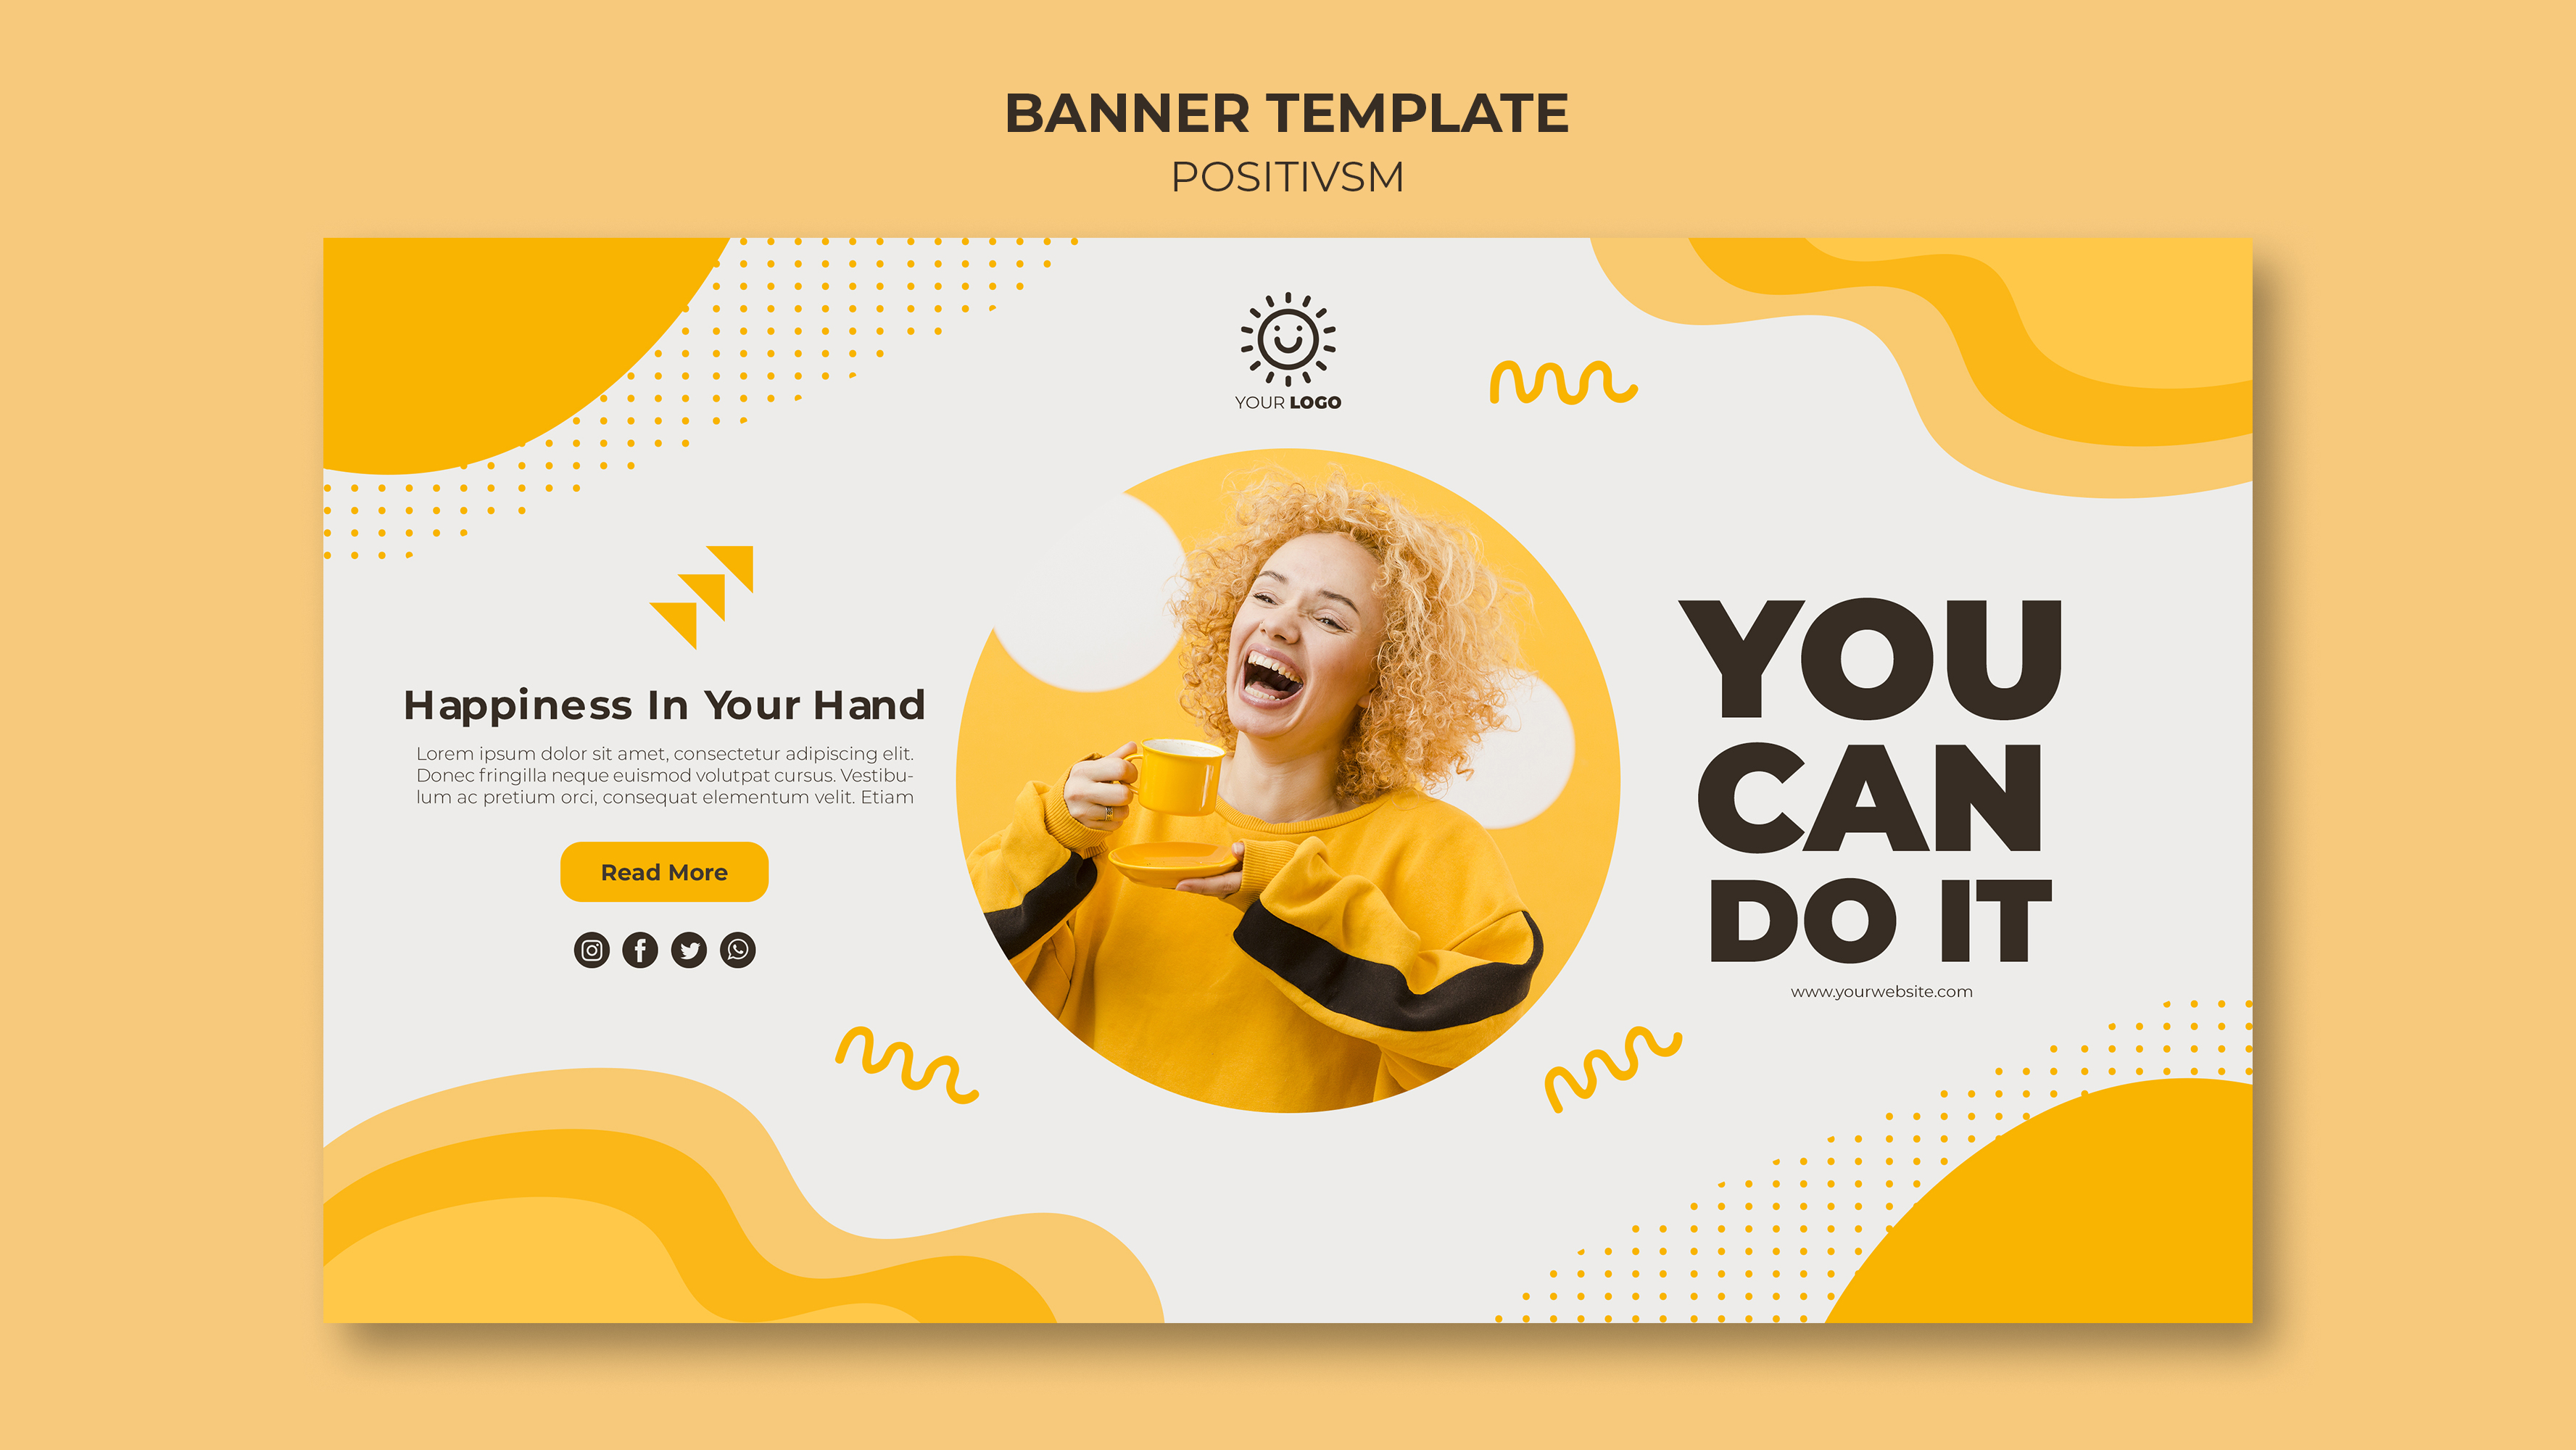 BANNER TEMPLATE
POSITIVSM
YOUR LOGO
Happiness In Your Hand
Lorem ipsum dolor sit amet, consectetur adipiscing elit.
Donec fringilla neque euismod volutpat cursus. Vestibu-
lum ac pretium orci, consequat elementum velit. Etiam
Read More
YOU
CAN
DO IT
www.yourwebsite.com